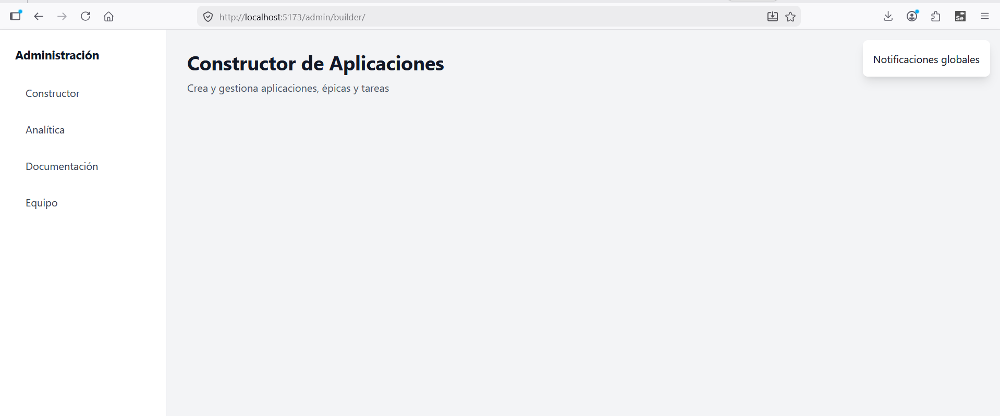 http://localhost:5173/admin/builder/
Se
Administración
Constructor
Analítica
Documentación
Equipo
Constructor de Aplicaciones
Crea y gestiona aplicaciones, épicas y tareas
Notificaciones globales